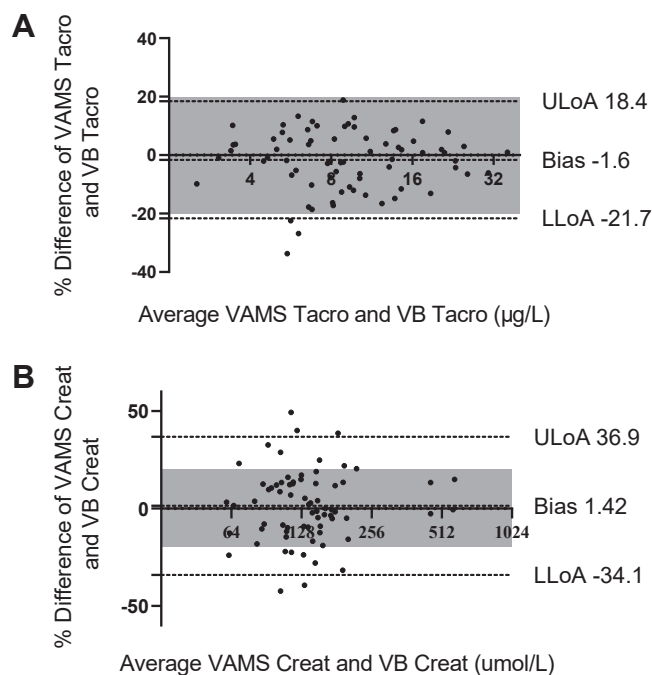 A
% Difference of VAMS Tacro
and VB Tacro
40
20
0
-20
-40
4
8
16
32
ULoA 18.4
Bias -1.6
LLoA -21.7
Average VAMS Tacro and VB Tacro (µg/L)
B
% Difference of VAMS Creat
and VB Creat
50
0
-50
64
128
256
512
1024
ULoA 36.9
Bias 1.42
LLoA -34.1
Average VAMS Creat and VB Creat (umol/L)